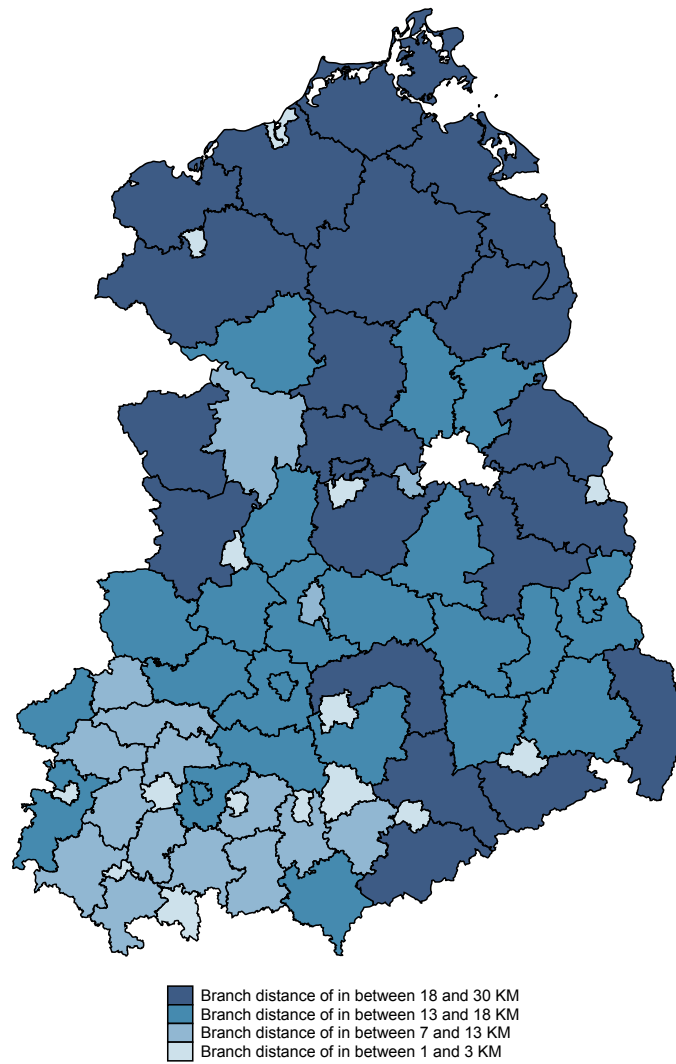 Branch distance of in between 18 and 30 KM
Branch distance of in between 13 and 18 KM
Branch distance of in between 7 and 13 KM
Branch distance of in between 1 and 3 KM